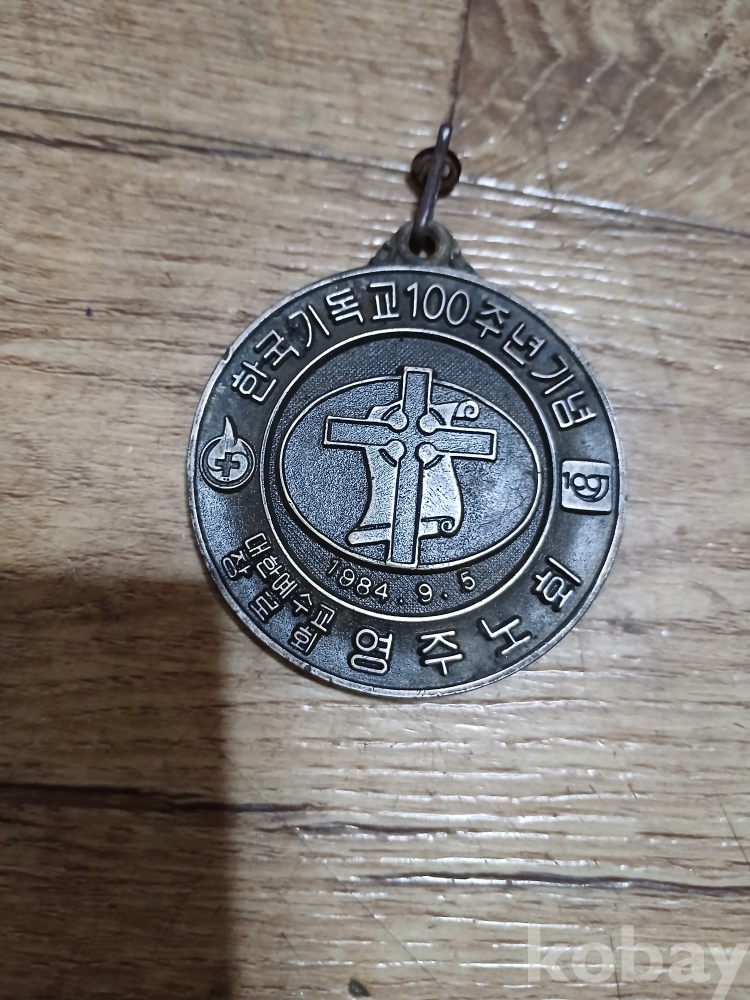 한국기독교100주년기념
1984.9.5
대한예수교
장로회
영주노회
kobay